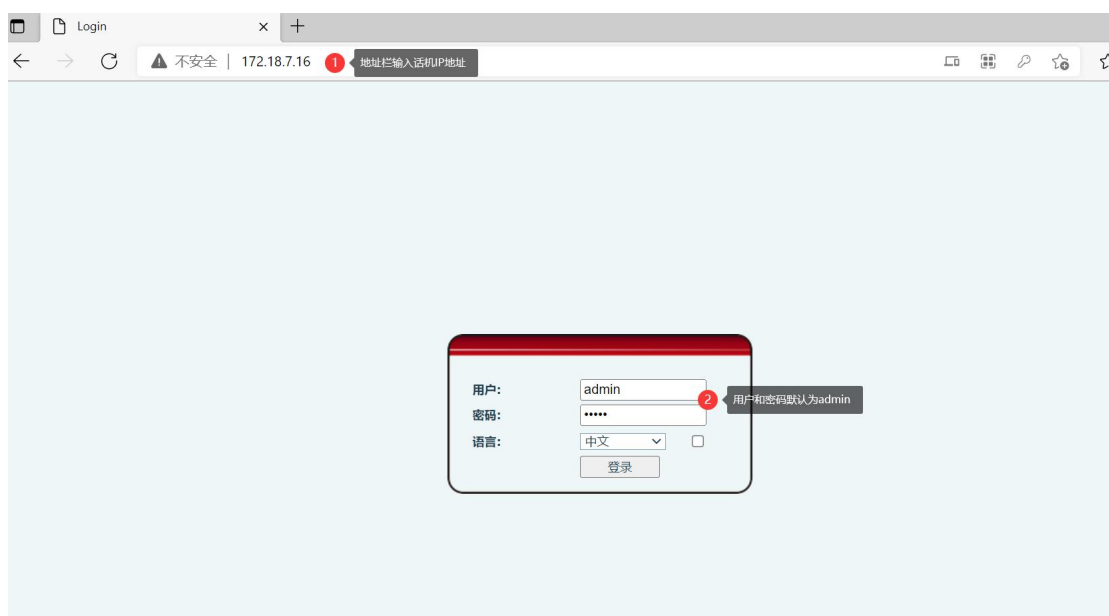 Login
不安全 | 172.18.7.16
1 地址栏输入话机IP地址
用户: admin
2 用户和密码默认为admin
密码: •••••
语言: 中文
登录